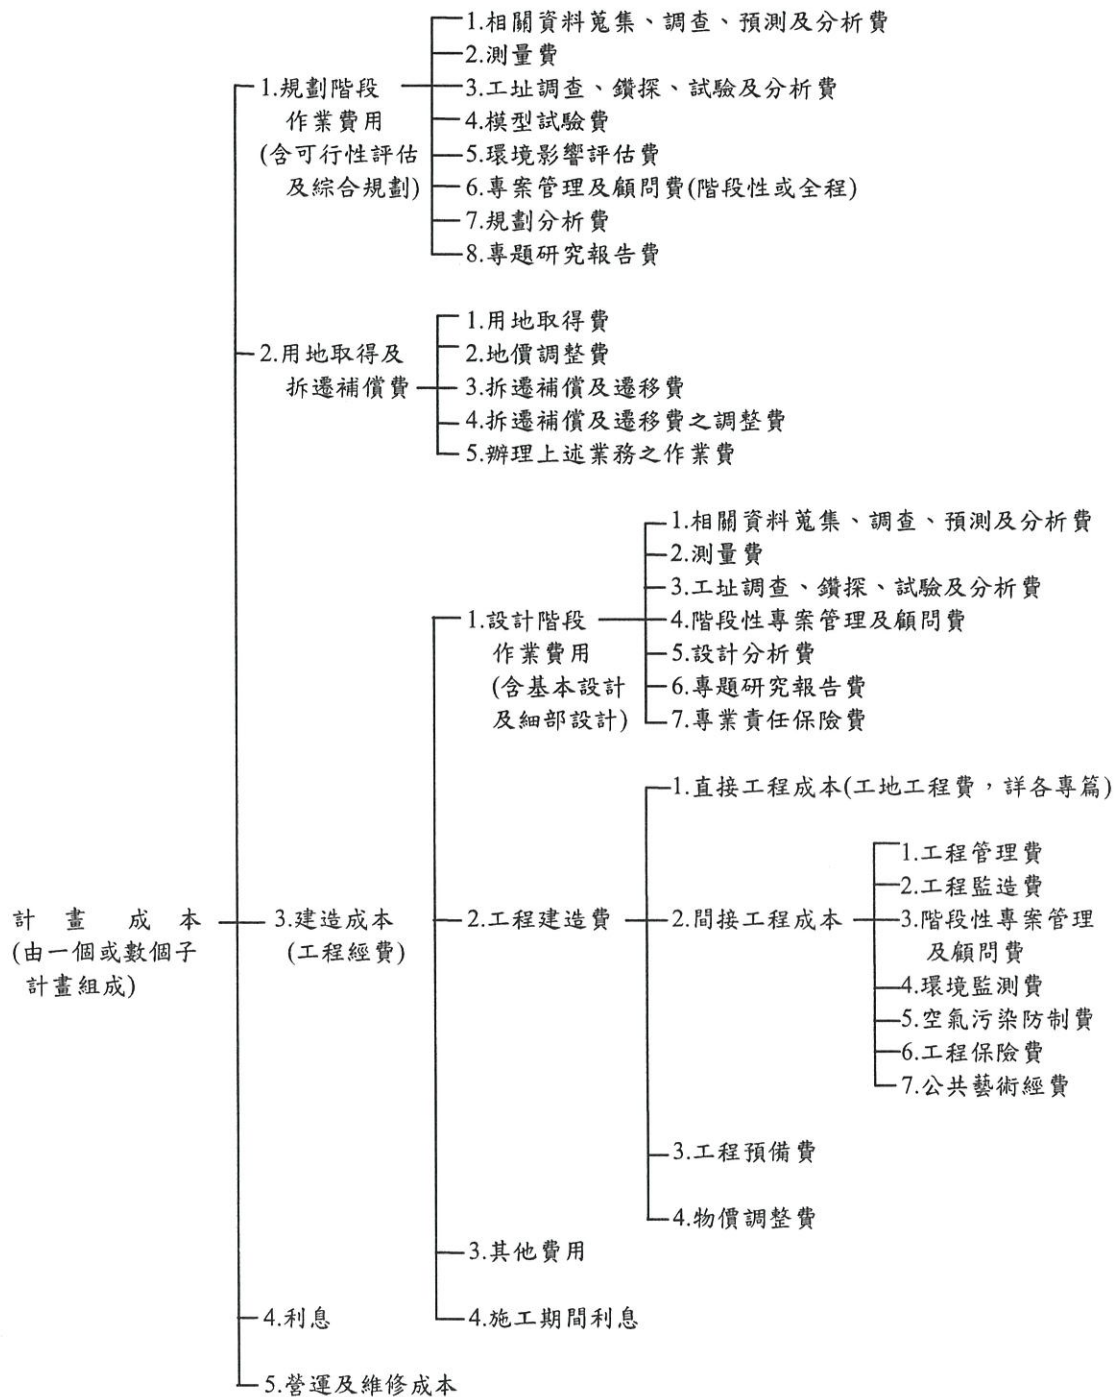 計畫成本
(由一個或數個子
計畫組成)
1.規劃階段
作業費用
(含可行性評估
及綜合規劃)
1.相關資料蒐集、調查、預測及分析費
2.測量費
3.工址調查、鑽探、試驗及分析費
4.模型試驗費
5.環境影響評估費
6.專案管理及顧問費(階段性或全程)
7.規劃分析費
8.專題研究報告費
2.用地取得及
拆遷補償費
1.用地取得費
2.地價調整費
3.拆遷補償及遷移費
4.拆遷補償及遷移費之調整費
5.辦理上述業務之作業費
3.建造成本
(工程經費)
1.設計階段
作業費用
(含基本設計
及細部設計)
1.相關資料蒐集、調查、預測及分析費
2.測量費
3.工址調查、鑽探、試驗及分析費
4.階段性專案管理及顧問費
5.設計分析費
6.專題研究報告費
7.專業責任保險費
2.工程建造費
1.直接工程成本(工地工程費，詳各專篇)
2.間接工程成本
1.工程管理費
2.工程監造費
3.階段性專案管理
及顧問費
4.環境監測費
5.空氣污染防制費
6.工程保險費
7.公共藝術經費
3.工程預備費
4.物價調整費
3.其他費用
4.施工期間利息
4.利息
5.營運及維修成本